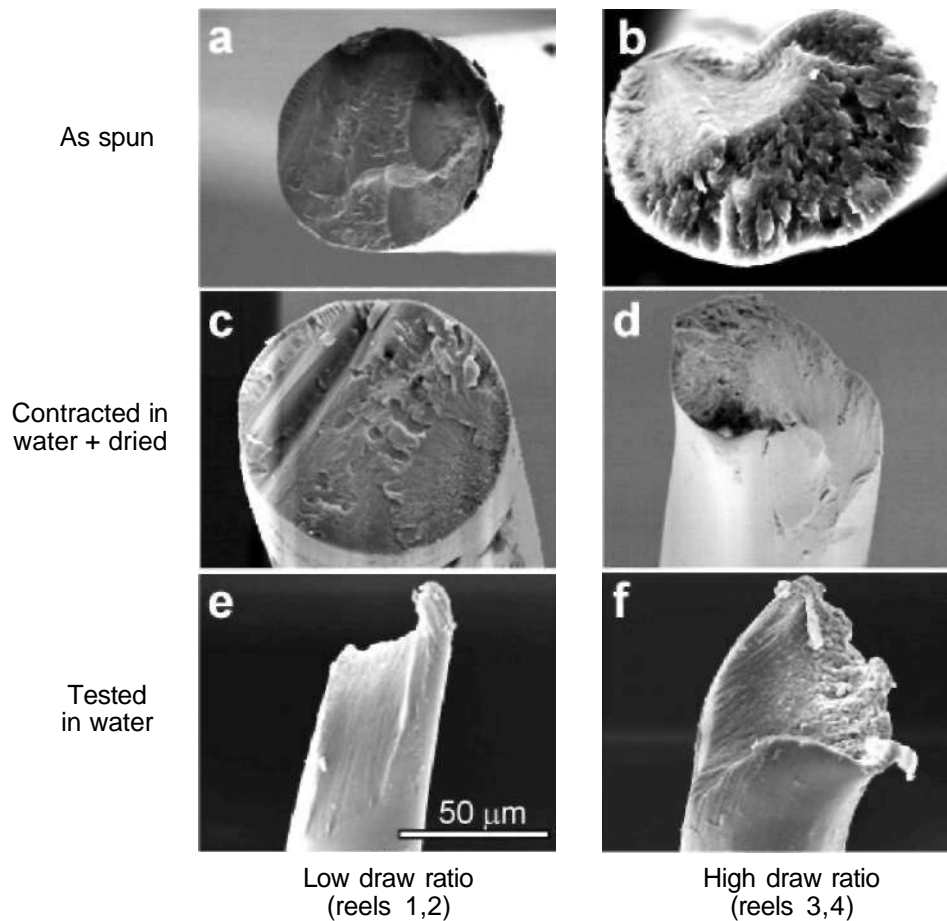 a
b
As spun
c
d
Contracted in
water + dried
e
f
Tested
in water
50 μm
Low draw ratio
(reels 1,2)
High draw ratio
(reels 3,4)